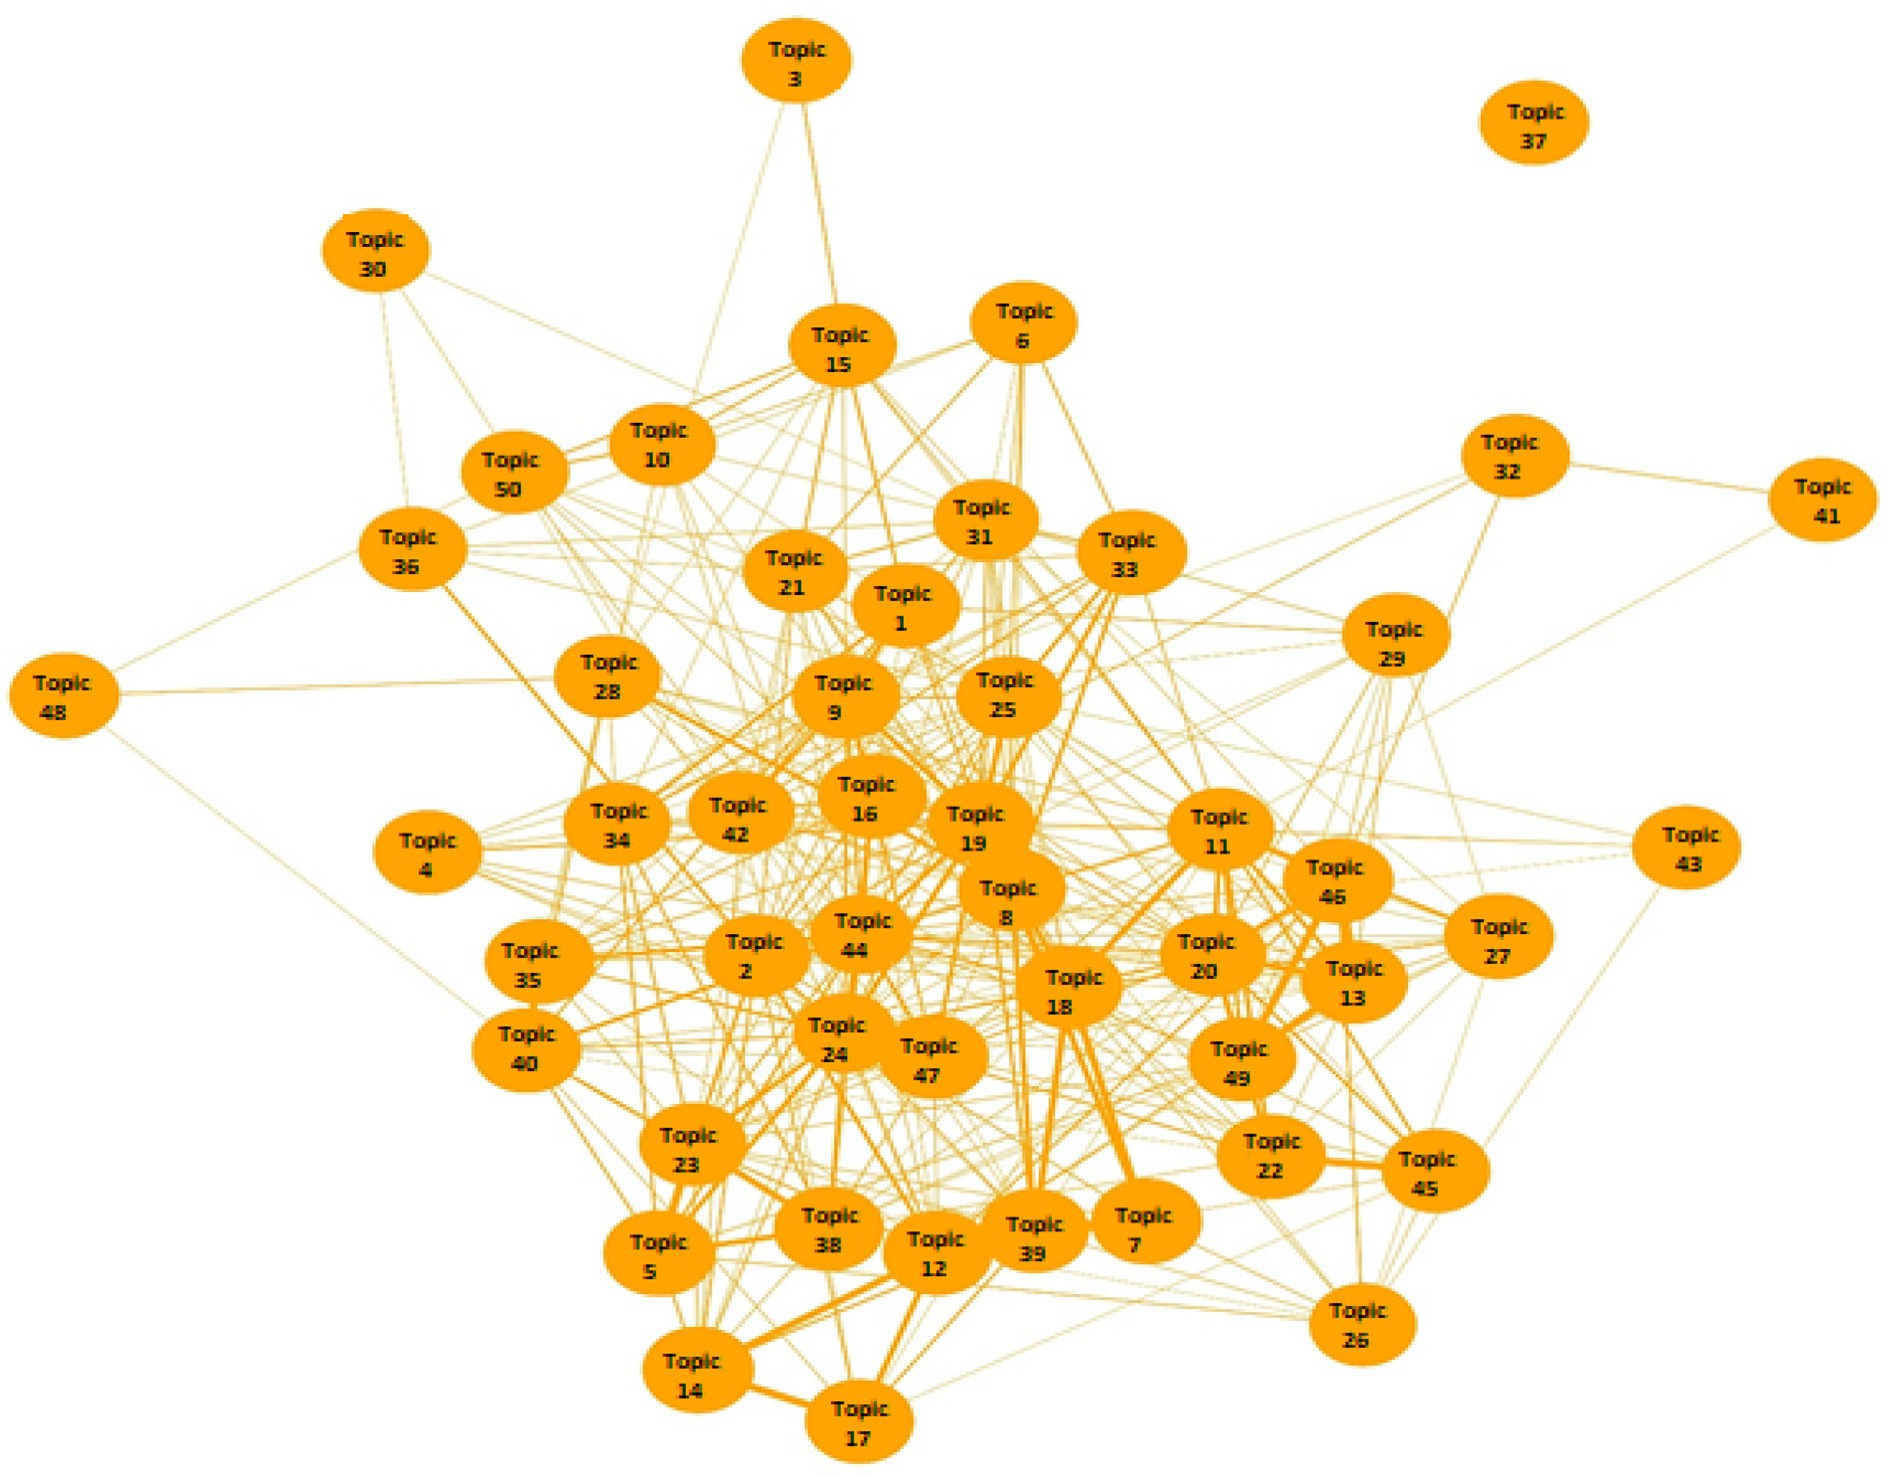 Topic
3
Topic
37
Topic
30
Topic
6
Topic
15
Topic
10
Topic
50
Topic
32
Topic
41
Topic
31
Topic
36
Topic
33
Topic
21
Topic
1
Topic
29
Topic
28
Topic
48
Topic
9
Topic
25
Topic
16
Topic
34
Topic
42
Topic
19
Topic
11
Topic
4
Topic
43
Topic
46
Topic
8
Topic
44
Topic
27
Topic
35
Topic
2
Topic
20
Topic
18
Topic
13
Topic
40
Topic
24
Topic
47
Topic
49
Topic
23
Topic
22
Topic
45
Topic
5
Topic
38
Topic
12
Topic
39
Topic
7
Topic
26
Topic
14
Topic
17